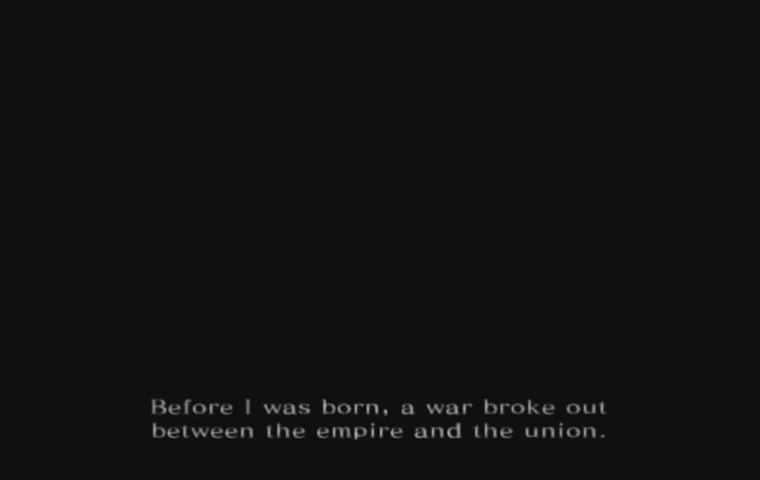 Before I was born, a war broke out
between the empire and the union.